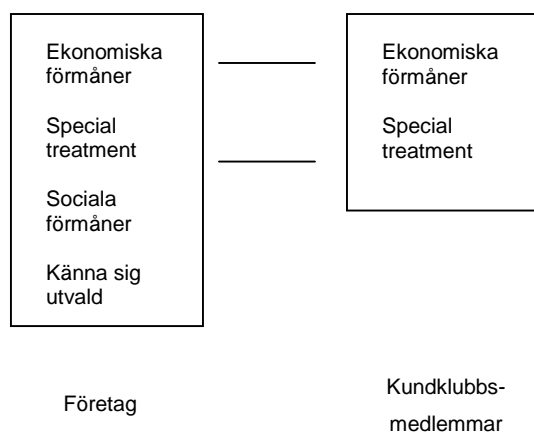 Ekonomiska
förmåner
Special
treatment
Sociala
förmåner
Känna sig
utvald
Ekonomiska
förmåner
Special
treatment
Företag
Kundklubbs-
medlemmar